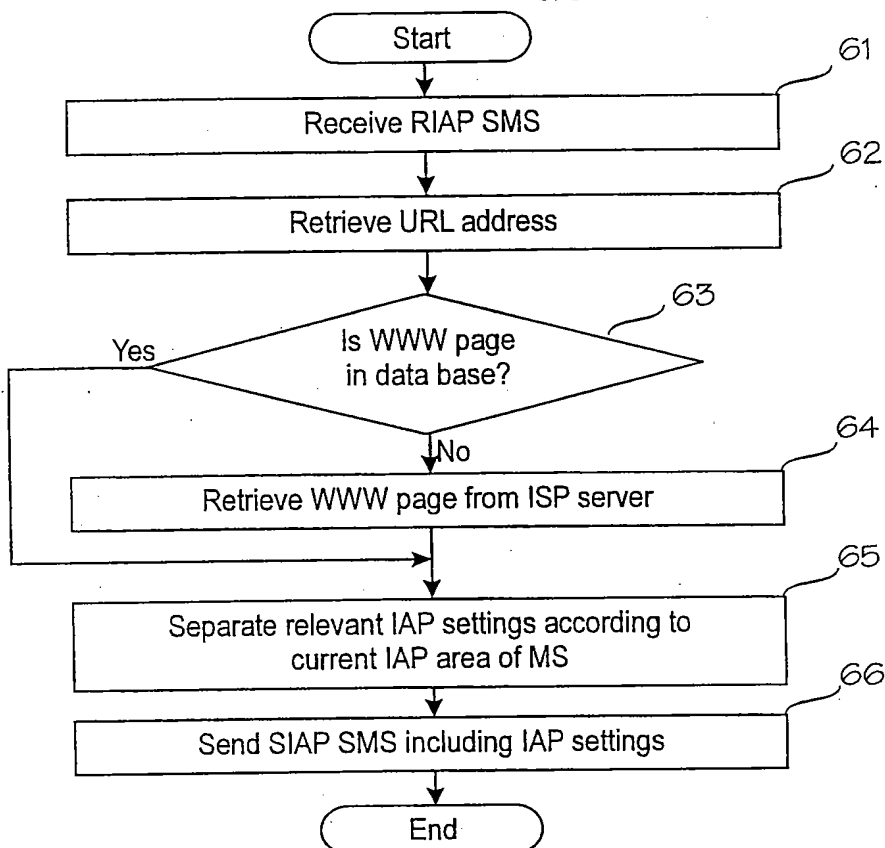 Start
61
Receive RIAP SMS
62
Retrieve URL address
63
Yes
Is WWW page
in data base?
No
64
Retrieve WWW page from ISP server
65
Separate relevant IAP settings according to
current IAP area of MS
66
Send SIAP SMS including IAP settings
End